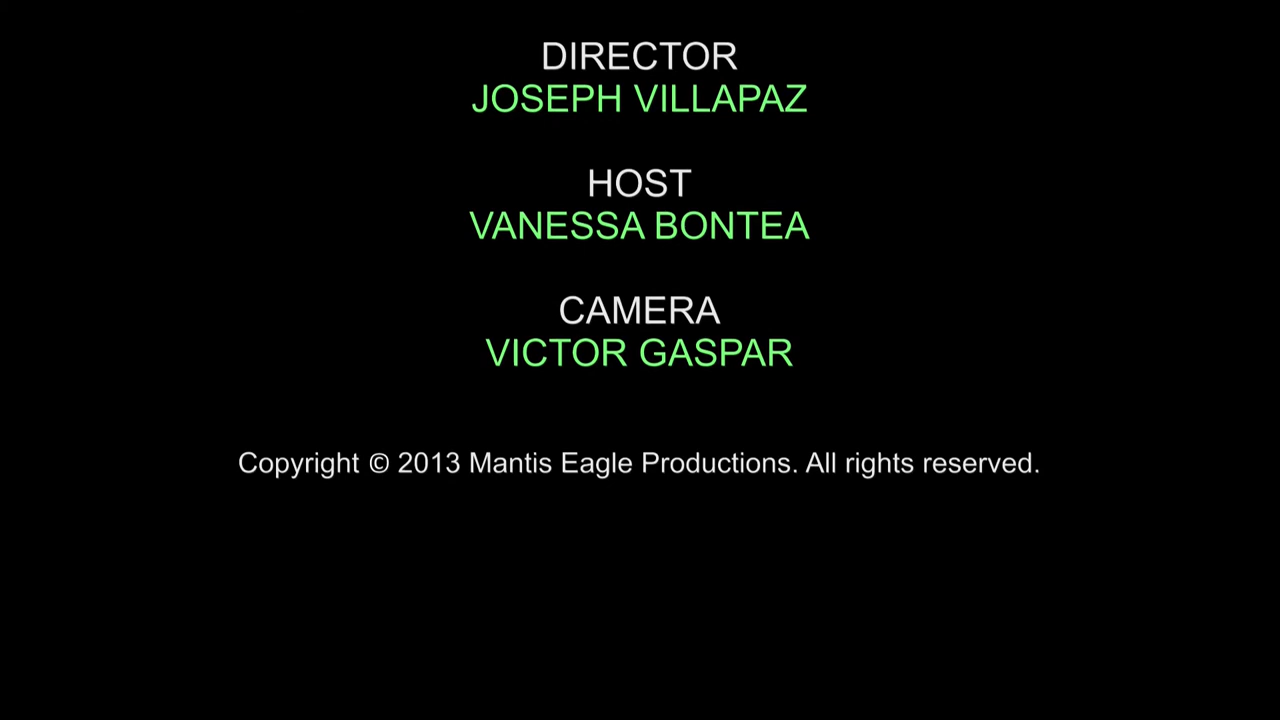 DIRECTOR
JOSEPH VILLAPAZ
HOST
VANESSA BONTEA
CAMERA
VICTOR GASPAR
Copyright © 2013 Mantis Eagle Productions. All rights reserved.